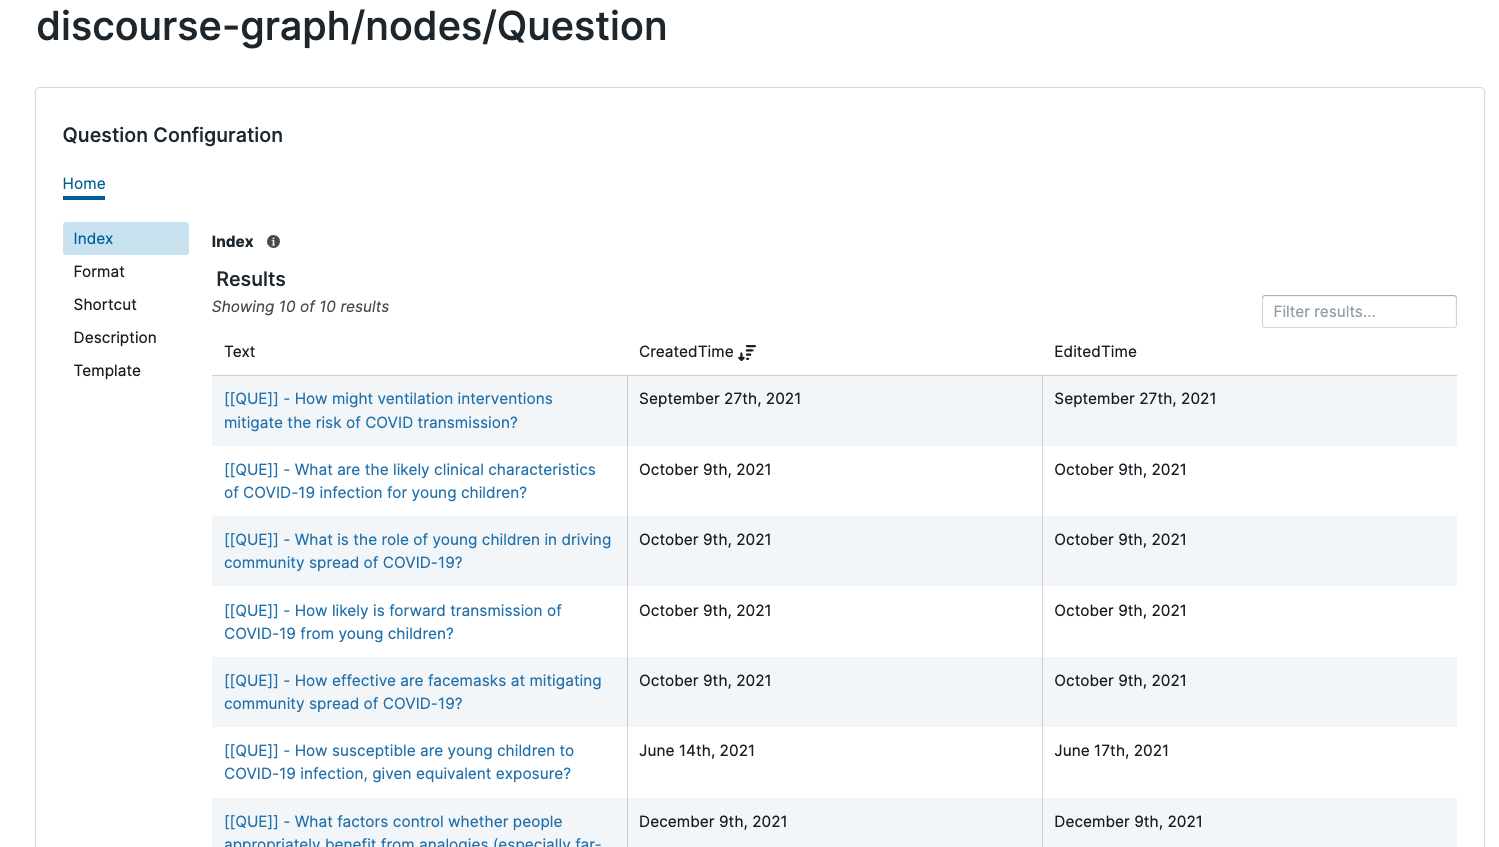 discourse-graph/nodes/Question
Question Configuration
Home
Index
Format
Shortcut
Description
Template
Index
Results
Showing 10 of 10 results
Filter results...
Text CreatedTime EditedTime
[[QUE]] - How might ventilation interventions
mitigate the risk of COVID transmission?
September 27th, 2021
September 27th, 2021
[[QUE]] - What are the likely clinical characteristics
of COVID-19 infection for young children?
October 9th, 2021
October 9th, 2021
[[QUE]] - What is the role of young children in driving
community spread of COVID-19?
October 9th, 2021
October 9th, 2021
[[QUE]] - How likely is forward transmission of
COVID-19 from young children?
October 9th, 2021
October 9th, 2021
[[QUE]] - How effective are facemasks at mitigating
community spread of COVID-19?
October 9th, 2021
October 9th, 2021
[[QUE]] - How susceptible are young children to
COVID-19 infection, given equivalent exposure?
June 14th, 2021
June 17th, 2021
[[QUE]] - What factors control whether people
appropriately benefit from analogies (especially far-
December 9th, 2021
December 9th, 2021